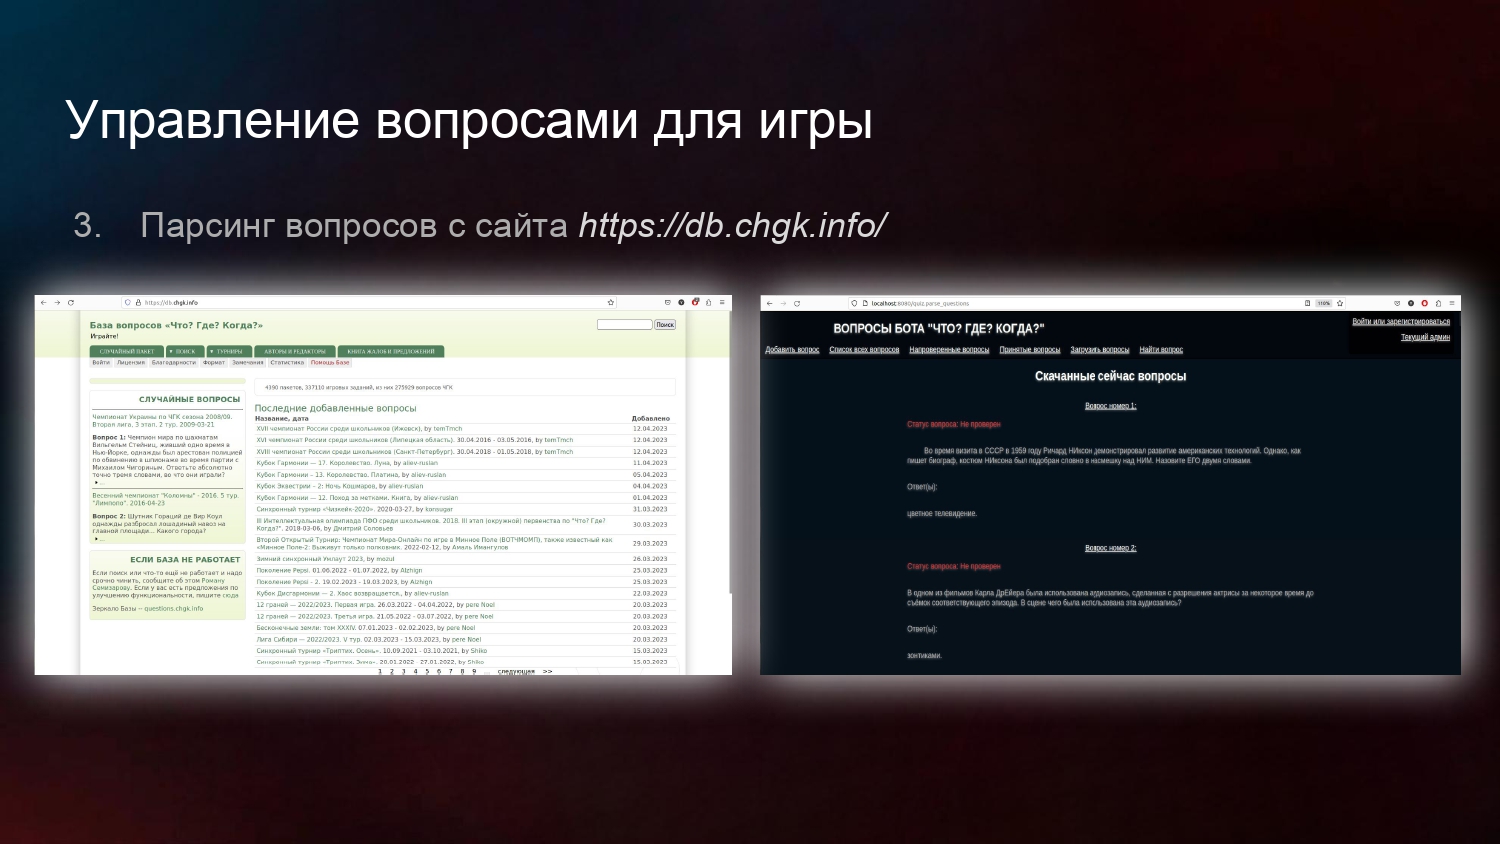 Управление вопросами для игры
3. Парсинг вопросов с сайта https://db.chgk.info/
https://db.chgk.info
База вопросов «Что? Где? Когда?»
Играйте!
Поиск
СЛУЧАЙНЫЙ ПАКЕТ ПОИСК ТУРНИРЫ АВТОРЫ И РЕДАКТОРЫ КНИГА ЖАЛОБ И ПРЕДЛОЖЕНИЙ
Войти Лицензия Благодарности Формат Замечания Статистика Помощь Базе
СЛУЧАЙНЫЕ ВОПРОСЫ
Чемпионат Украины по ЧГК сезона 2008/09.
Вторая лига, 3 этап. 2 тур. 2009-03-21
Вопрос 1: Чемпион мира по шахматам
Вильгельм Стейниц, живший одно время в
Нью-Йорке, однажды был арестован полицией
по обвинению в шпионаже во время партии с
Михаилом Чигориным. Ответьте абсолютно
точно тремя словами, во что они играли?
...
Весенний чемпионат "Коломны" - 2016. 5 тур.
"Лимпопо". 2016-04-23
Вопрос 2: Шутник Гораций де Вир Коул
однажды разбросал лошадиный навоз на
главной площади... Какого города?
...
ЕСЛИ БАЗА НЕ РАБОТАЕТ
Если поиск или что-то ещё не работает и надо
срочно чинить, сообщите об этом Роману
Семизарову. Если у вас есть предложения по
улучшению функциональности, пишите сюда
Зеркало Базы — questions.chgk.info
4390 пакетов, 337110 игровых заданий, из них 275929 вопросов ЧГК
Последние добавленные вопросы
Название, дата Добавлено
XVII чемпионат России среди школьников (Ижевск), by temTmch 12.04.2023
XVI чемпионат России среди школьников (Липецкая область). 30.04.2016 - 03.05.2016, by temTmch 12.04.2023
XVIII чемпионат России среди школьников (Санкт-Петербург). 30.04.2018 - 01.05.2018, by temTmch 12.04.2023
Кубок Гармонии — 17. Королевство. Луна, by aliev-ruslan 11.04.2023
Кубок Гармонии - 13. Королевство. Платина, by aliev-ruslan 05.04.2023
Кубок Эквестрии - 2: Ночь Кошмаров, by aliev-ruslan 04.04.2023
Кубок Гармонии — 12. Поход за метками. Книга, by aliev-ruslan 01.04.2023
Синхронный турнир «Чизкейк-2020». 2020-03-27, by konsugar 31.03.2023
III Интеллектуальная олимпиада ПФО среди школьников. 2018. III этап (окружной) первенства по "Что? Где?
Когда?". 2018-03-06, by Дмитрий Соловьев 30.03.2023
Второй Открытый Турнир: Чемпионат Мира-Онлайн по игре в Минное Поле (ВОТЧМОМП), также известный как
«Минное Поле-2: Выживут только полковник. 2022-02-12, by Амаль Имангулов 29.03.2023
Зимний синхронный Умлаут 2023, by mozul 26.03.2023
Поколение Pepsi. 01.06.2022 - 01.07.2022, by Alzhign 25.03.2023
Поколение Pepsi - 2. 19.02.2023 - 19.03.2023, by Alzhign 25.03.2023
Кубок Дисгармонии — 2. Хаос возвращается., by aliev-ruslan 22.03.2023
12 граней — 2022/2023. Первая игра. 26.03.2022 - 04.04.2022, by pere Noel 20.03.2023
12 граней — 2022/2023. Третья игра. 21.05.2022 - 03.07.2022, by pere Noel 20.03.2023
Бесконечные земли: том XXXIV. 07.01.2023 - 02.02.2023, by pere Noel 20.03.2023
Лига Сибири — 2022/2023. V тур. 02.03.2023 - 15.03.2023, by pere Noel 20.03.2023
Синхронный турнир «Триптих. Осень». 10.09.2021 - 03.10.2021, by Shiko 15.03.2023
Синхронный турнир «Триптих. Зима». 20.01.2022 - 27.01.2022, by Shiko 15.03.2023
1 2 3 4 5 6 7 8 9 ... следующая >>
localhost:8080/quiz.parse_questions
110%
ВОПРОСЫ БОТА "ЧТО? ГДЕ? КОГДА?"
Войти или зарегистрироваться
Текущий админ
Добавить вопрос Список всех вопросов Напроверенные вопросы Принятые вопросы Загрузить вопросы Найти вопрос
Скачанные сейчас вопросы
Вопрос номер 1:
Статус вопроса: Не проверен
Во время визита в СССР в 1959 году Ричард НИксон демонстрировал развитие американских технологий. Однако, как
пишет биограф, костюм НИксона был подобран словно в насмешку над НИМ. Назовите ЕГО двумя словами.
Ответ(ы):
цветное телевидение.
Вопрос номер 2:
Статус вопроса: Не проверен
В одном из фильмов Карла ДрЕйера была использована аудиозапись, сделанная с разрешения актрисы за некоторое время до
съёмок соответствующего эпизода. В сцене чего была использована эта аудиозапись?
Ответ(ы):
зонтиками.